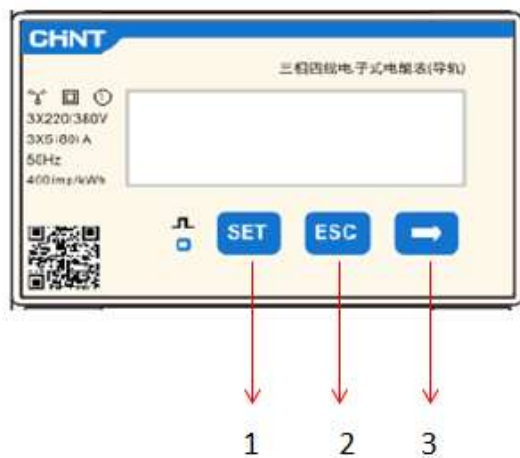 CHNT
三相四线电子式电能表(导轨)
3X220/380V
3X5(80)A
50Hz
400imp/kWh
SET ESC
1 2 3